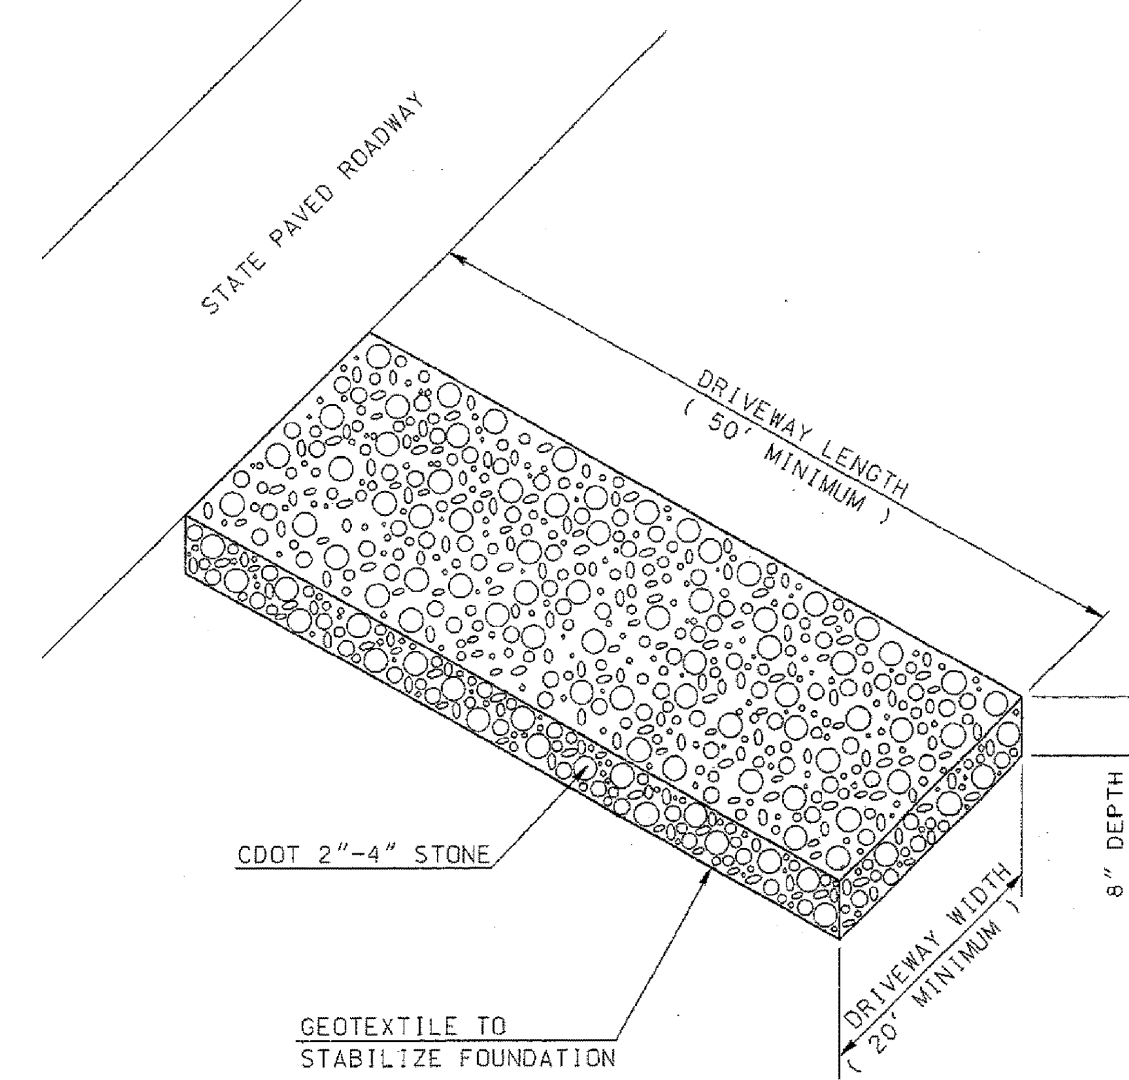 STATE PAVED ROADWAY
DRIVEWAY LENGTH
( 50' MINIMUM )
CDOT 2"-4" STONE
8" DEPTH
DRIVEWAY WIDTH
( 20' MINIMUM )
GEOTEXTILE TO
STABILIZE FOUNDATION